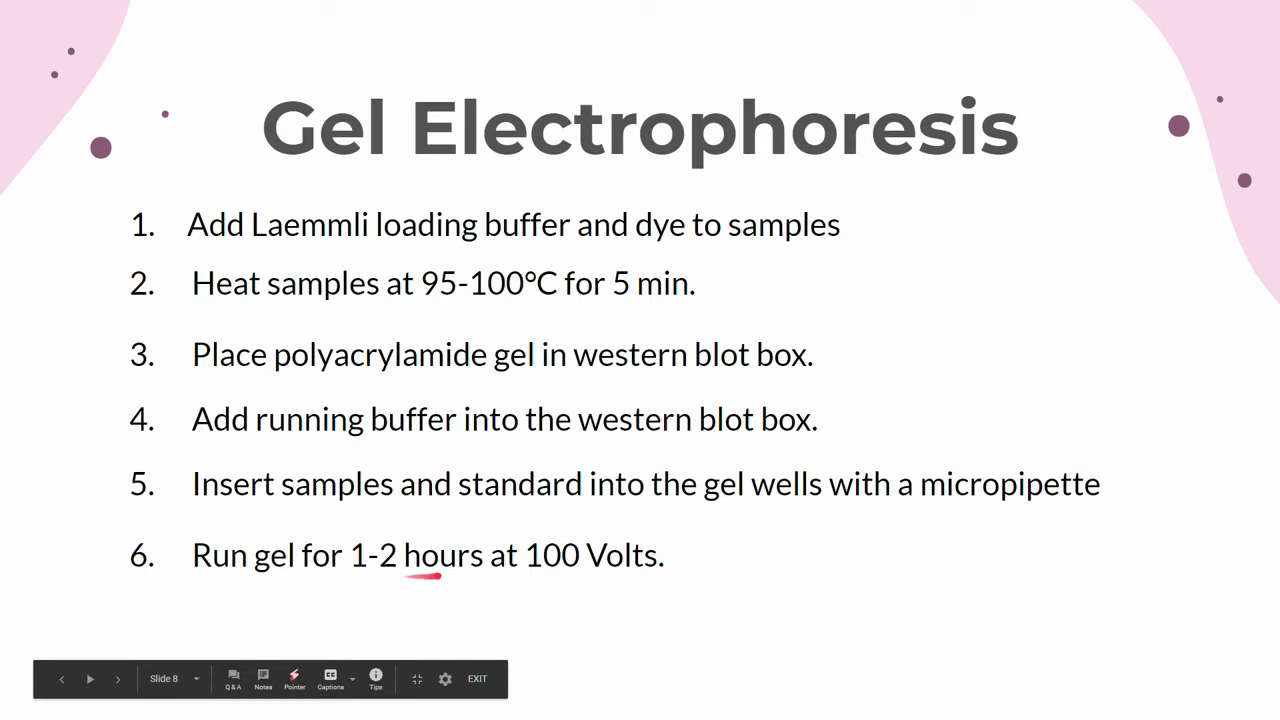 Gel Electrophoresis
1. Add Laemmli loading buffer and dye to samples
2. Heat samples at 95-100°C for 5 min.
3. Place polyacrylamide gel in western blot box.
4. Add running buffer into the western blot box.
5. Insert samples and standard into the gel wells with a micropipette
6. Run gel for 1-2 hours at 100 Volts.
Slide 8 Q&A Notes Pointer CC Captions Tips EXIT